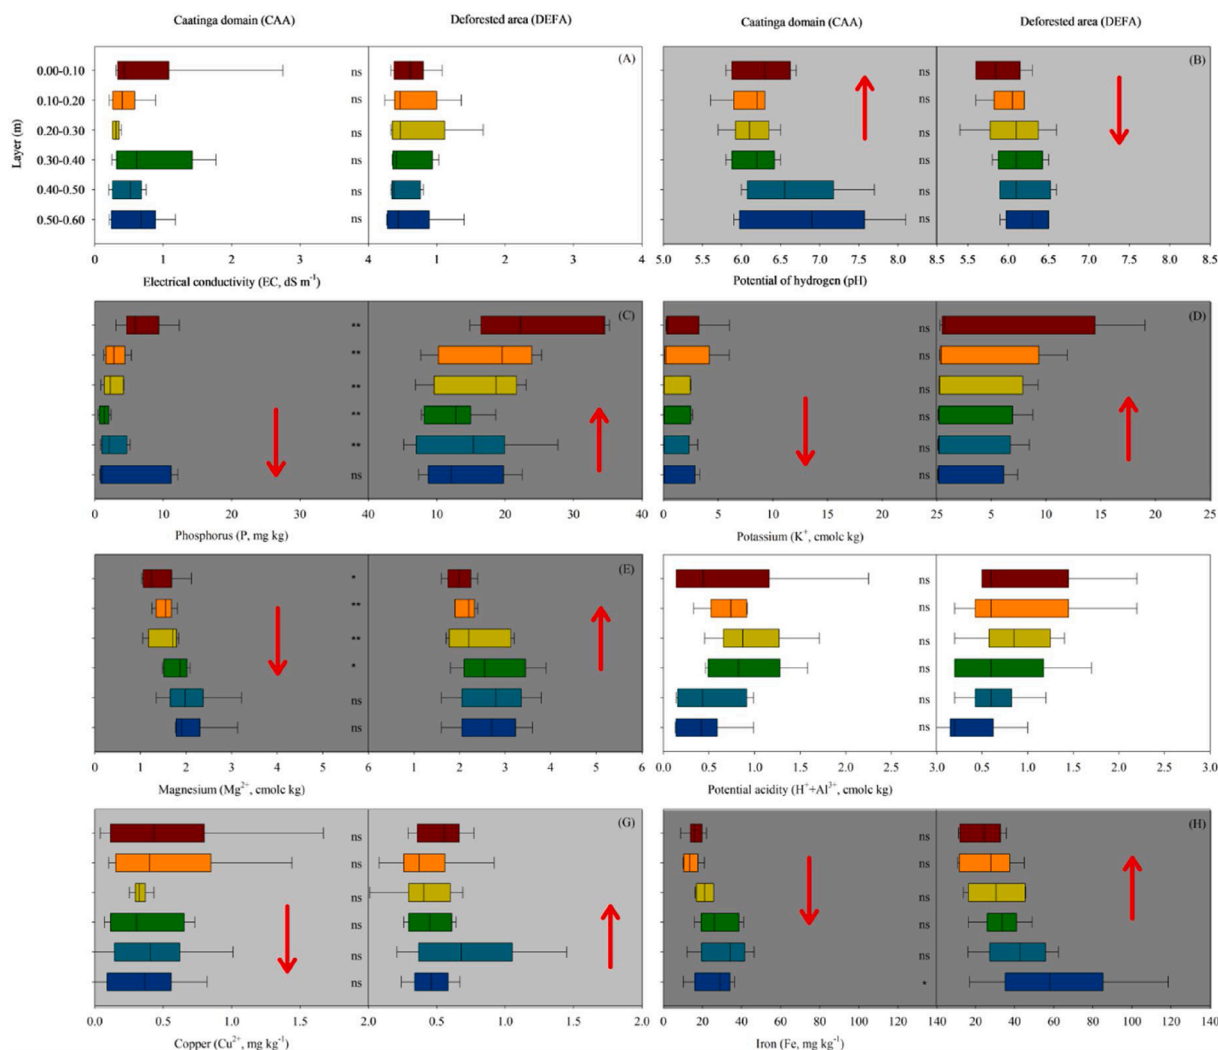 Caatinga domain (CAA) Deforested area (DEFA) Caatinga domain (CAA) Deforested area (DEFA)
(A) (B)
0.00-0.10 ns ns
0.10-0.20 ns ns
0.20-0.30 ns ns
0.30-0.40 ns ns
0.40-0.50 ns ns
0.50-0.60 ns ns
Layer (m)
0 1 2 3 4 1 2 3 4 5.0 5.5 6.0 6.5 7.0 7.5 8.0 8.5 5.5 6.0 6.5 7.0 7.5 8.0 8.5
Electrical conductivity (EC, dS m⁻¹) Potential of hydrogen (pH)
(C) (D)
** ns
** ns
** ns
** ns
** ns
ns ns
0 10 20 30 40 10 20 30 40 0 5 10 15 20 25 5 10 15 20 25
Phosphorus (P, mg kg) Potassium (K⁺, cmolc kg)
(E)
* ns
** ns
** ns
* ns
ns ns
ns ns
0 1 2 3 4 5 6 1 2 3 4 5 6 0.0 0.5 1.0 1.5 2.0 2.5 3.0 0.5 1.0 1.5 2.0 2.5 3.0
Magnesium (Mg²⁺, cmolc kg) Potential acidity (H⁺+Al³⁺, cmolc kg)
(G) (H)
ns ns
ns ns
ns ns
ns ns
ns ns
ns *
0.0 0.5 1.0 1.5 2.0 0.5 1.0 1.5 2.0 0 20 40 60 80 100 120 140 20 40 60 80 100 120 140
Copper (Cu²⁺, mg kg⁻¹) Iron (Fe, mg kg⁻¹)